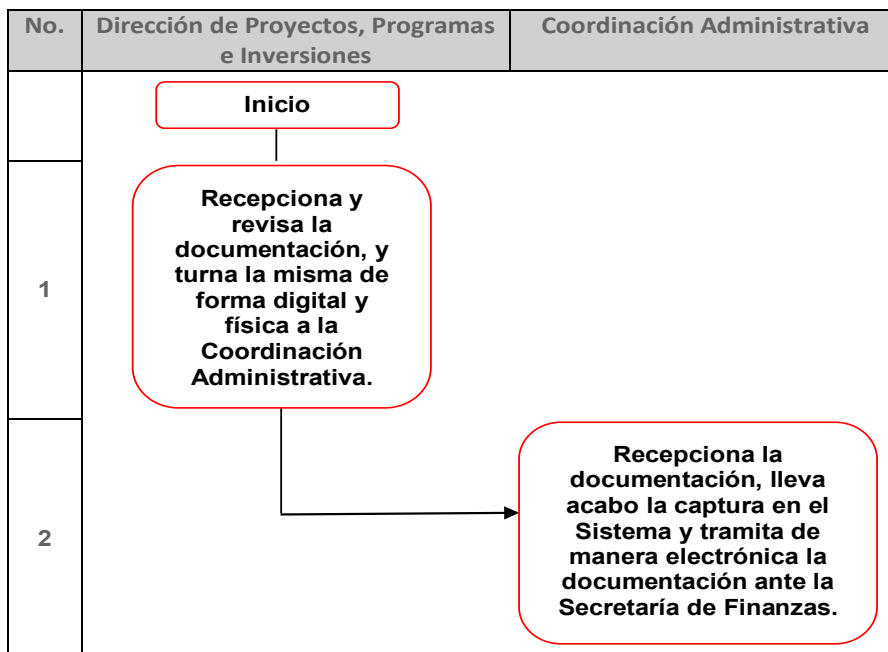 No.
Dirección de Proyectos, Programas
e Inversiones
Coordinación Administrativa
Inicio
1
Recepciona y
revisa la
documentación, y
turna la misma de
forma digital y
física a la
Coordinación
Administrativa.
2
Recepciona la
documentación, lleva
acabo la captura en el
Sistema y tramita de
manera electrónica la
documentación ante la
Secretaría de Finanzas.